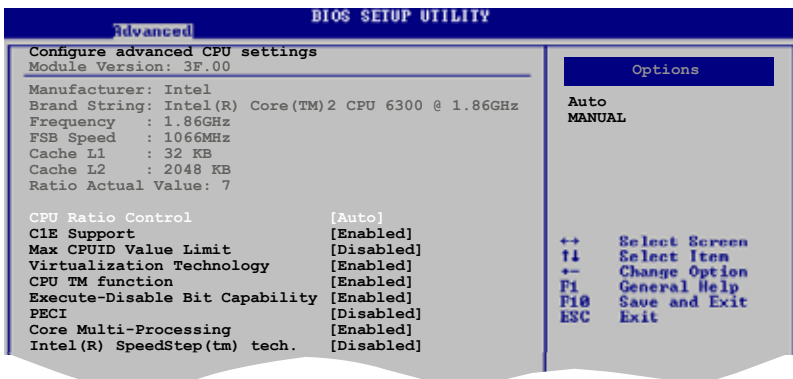 BIOS SETUP UTILITY
Advanced
Configure advanced CPU settings
Module Version: 3F.00
Manufacturer: Intel
Brand String: Intel(R) Core(TM)2 CPU 6300 @ 1.86GHz
Frequency : 1.86GHz
FSB Speed : 1066MHz
Cache L1 : 32 KB
Cache L2 : 2048 KB
Ratio Actual Value: 7
CPU Ratio Control [Auto]
C1E Support [Enabled]
Max CPUID Value Limit [Disabled]
Virtualization Technology [Enabled]
CPU TM function [Enabled]
Execute-Disable Bit Capability [Enabled]
PECI [Disabled]
Core Multi-Processing [Enabled]
Intel(R) SpeedStep(tm) tech. [Disabled]
Options
Auto
MANUAL
↔ Select Screen
↑↓ Select Item
+- Change Option
F1 General Help
F10 Save and Exit
ESC Exit